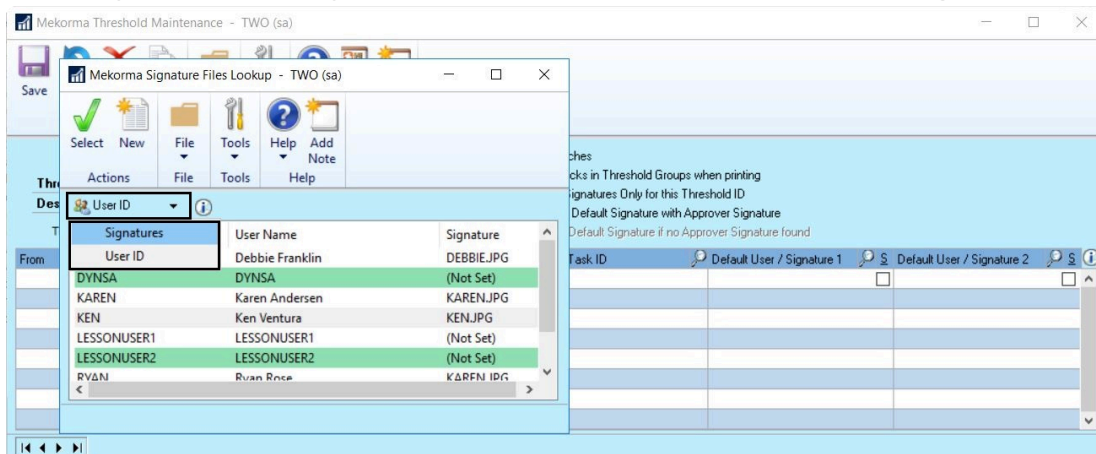 Mekorma Threshold Maintenance - TWO (sa)
Save
Mekorma Signature Files Lookup - TWO (sa)
Select New File Tools Help Add Note
Actions File Tools Help
User ID
Signatures
User ID
User Name Signature
Debbie Franklin DEBBIE.JPG
DYNSA DYNSA (Not Set)
KAREN Karen Andersen KAREN.JPG
KEN Ken Ventura KEN.JPG
LESSONUSER1 LESSONUSER1 (Not Set)
LESSONUSER2 LESSONUSER2 (Not Set)
RYAN Ryan Rose KAREN.JPG
Thre
Des
T
ches
cks in Threshold Groups when printing
ignatures Only for this Threshold ID
Default Signature with Approver Signature
Default Signature if no Approver Signature found
From Task ID Default User / Signature 1 S Default User / Signature 2 S